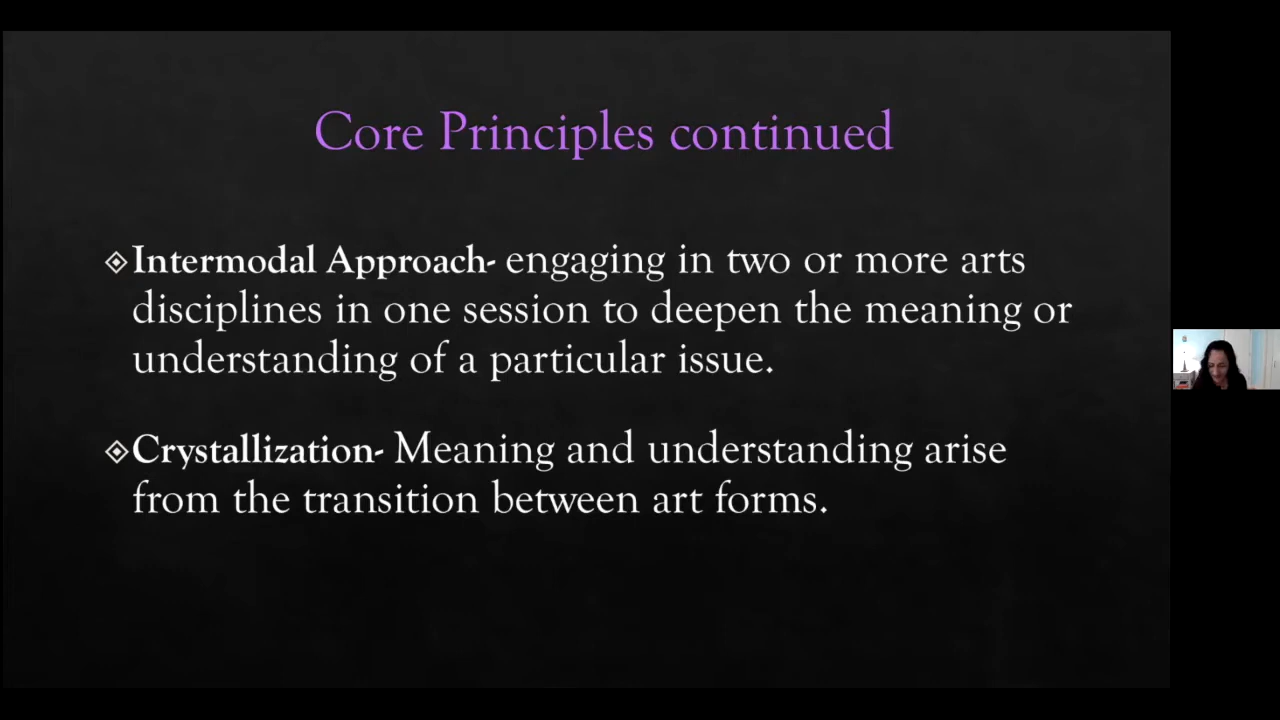 Core Principles continued
Intermodal Approach- engaging in two or more arts
disciplines in one session to deepen the meaning or
understanding of a particular issue.
Crystallization- Meaning and understanding arise
from the transition between art forms.